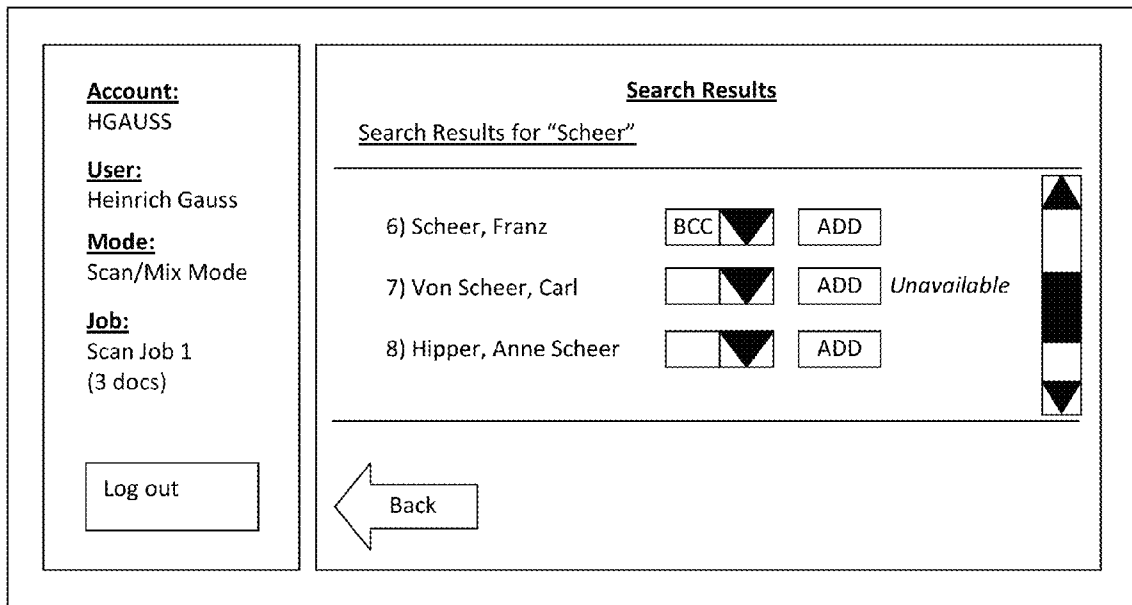 Account:
HGAUSS
User:
Heinrich Gauss
Mode:
Scan/Mix Mode
Job:
Scan Job 1
(3 docs)
Log out
Search Results
Search Results for “Scheer”
6) Scheer, Franz BCC ADD
7) Von Scheer, Carl ADD Unavailable
8) Hipper, Anne Scheer ADD
Back